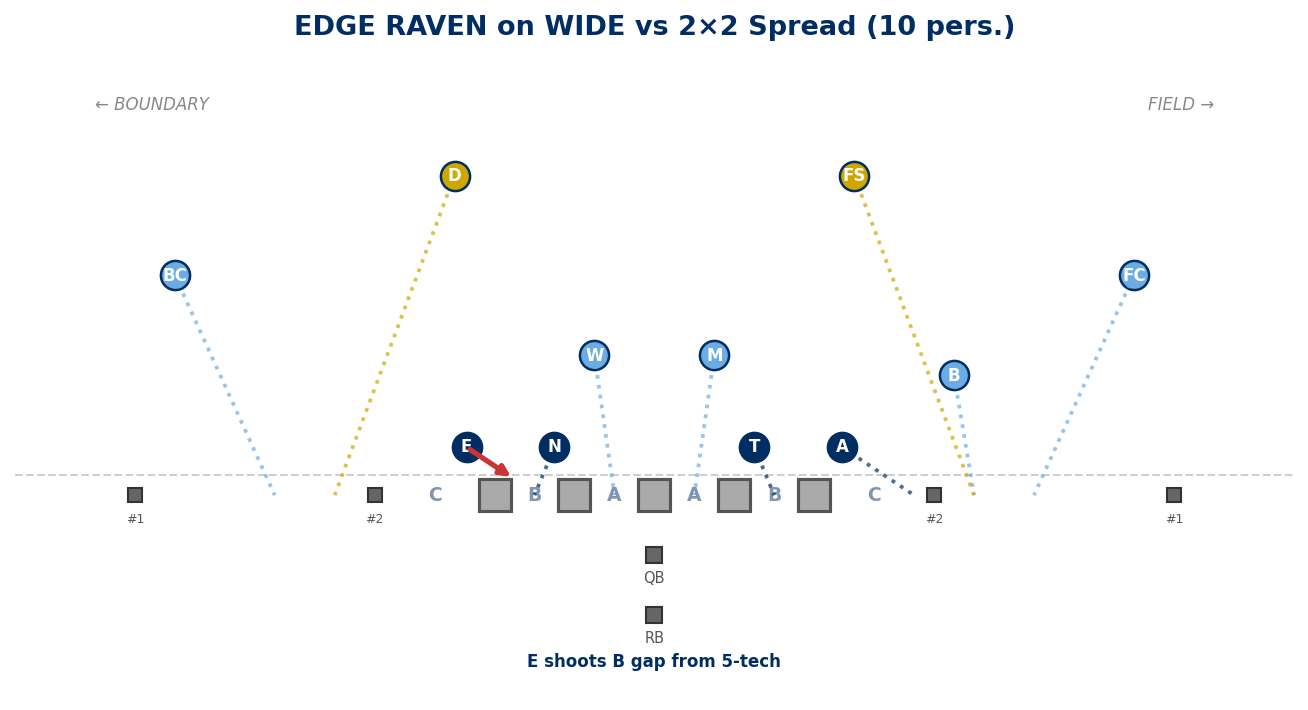 EDGE RAVEN on WIDE vs 2×2 Spread (10 pers.)
← BOUNDARY
FIELD →
D
FS
BC
FC
W
M
B
E
N
T
A
C
B
A
A
B
C
#1
#2
#2
#1
QB
RB
E shoots B gap from 5-tech